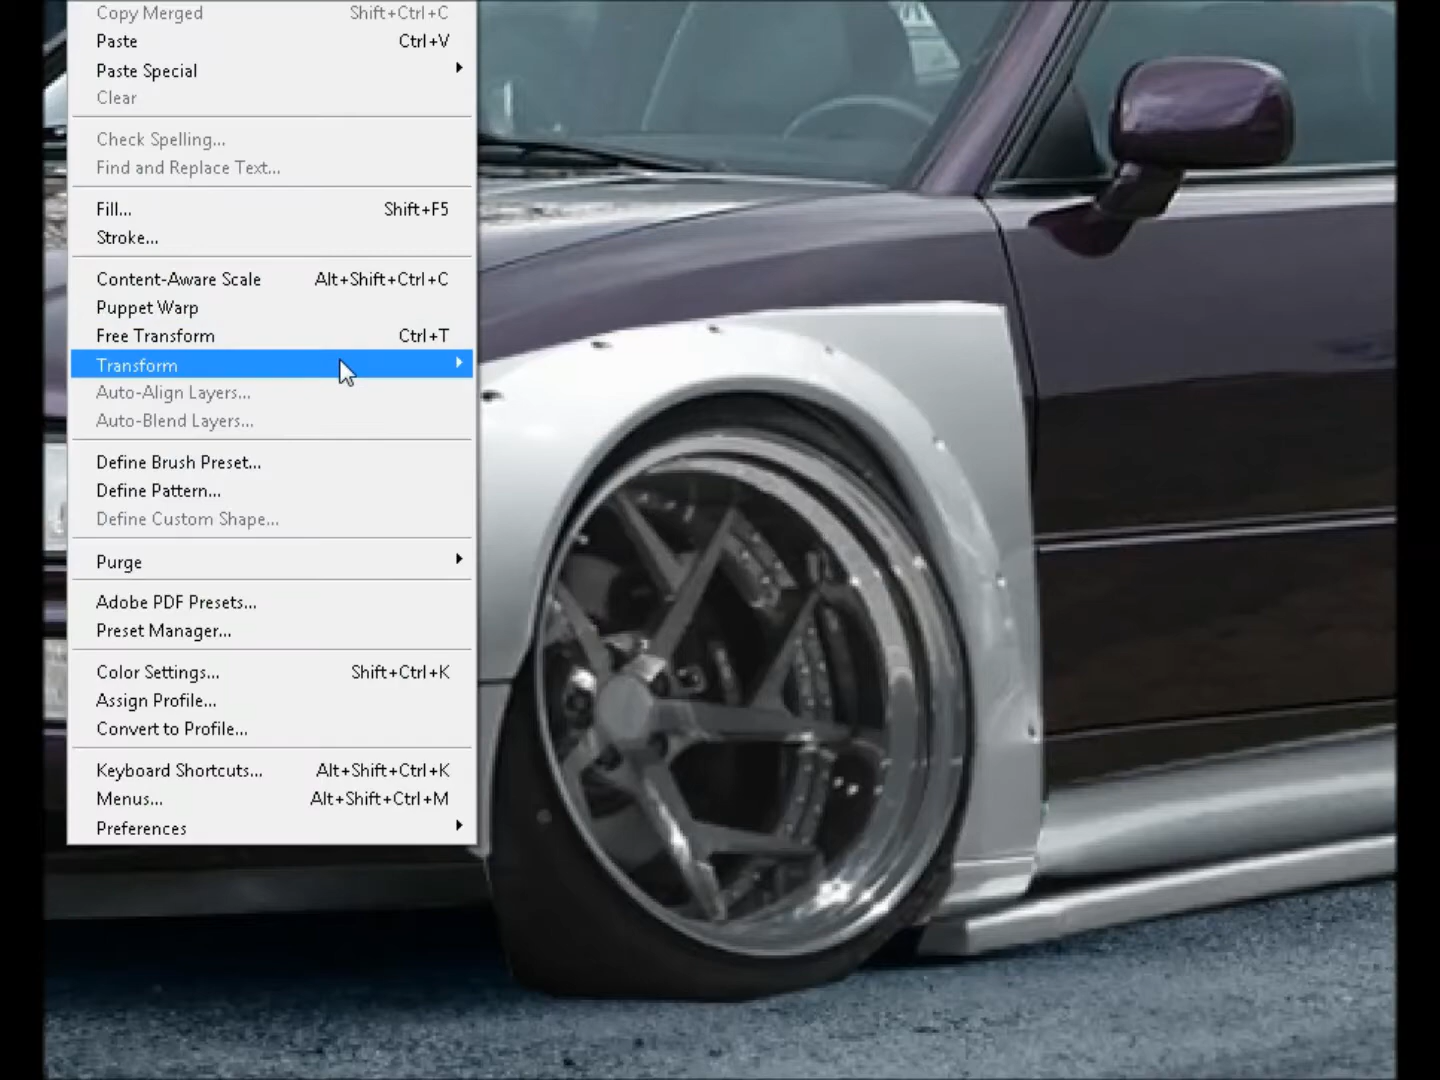 Copy Merged Shift+Ctrl+C
Paste Ctrl+V
Paste Special
Clear
Check Spelling...
Find and Replace Text...
Fill... Shift+F5
Stroke...
Content-Aware Scale Alt+Shift+Ctrl+C
Puppet Warp
Free Transform Ctrl+T
Transform
Auto-Align Layers...
Auto-Blend Layers...
Define Brush Preset...
Define Pattern...
Define Custom Shape...
Purge
Adobe PDF Presets...
Preset Manager...
Color Settings... Shift+Ctrl+K
Assign Profile...
Convert to Profile...
Keyboard Shortcuts... Alt+Shift+Ctrl+K
Menus... Alt+Shift+Ctrl+M
Preferences